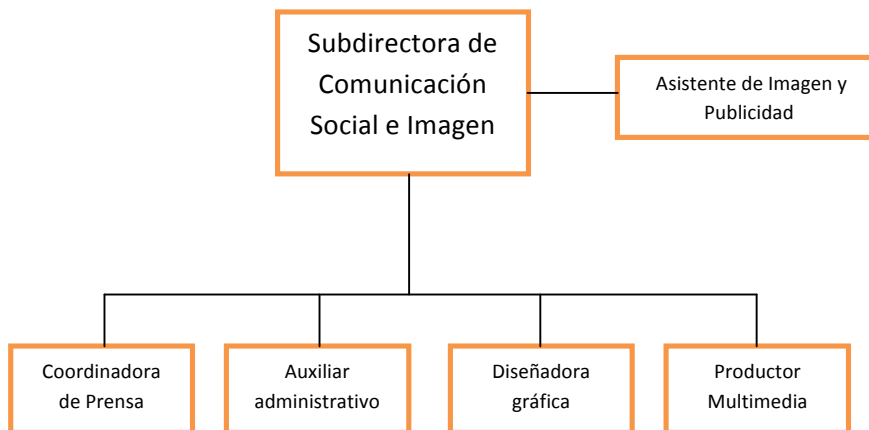 Subdirectora de
Comunicación
Social e Imagen
Asistente de Imagen y
Publicidad
Coordinadora
de Prensa
Auxiliar
administrativo
Diseñadora
gráfica
Productor
Multimedia